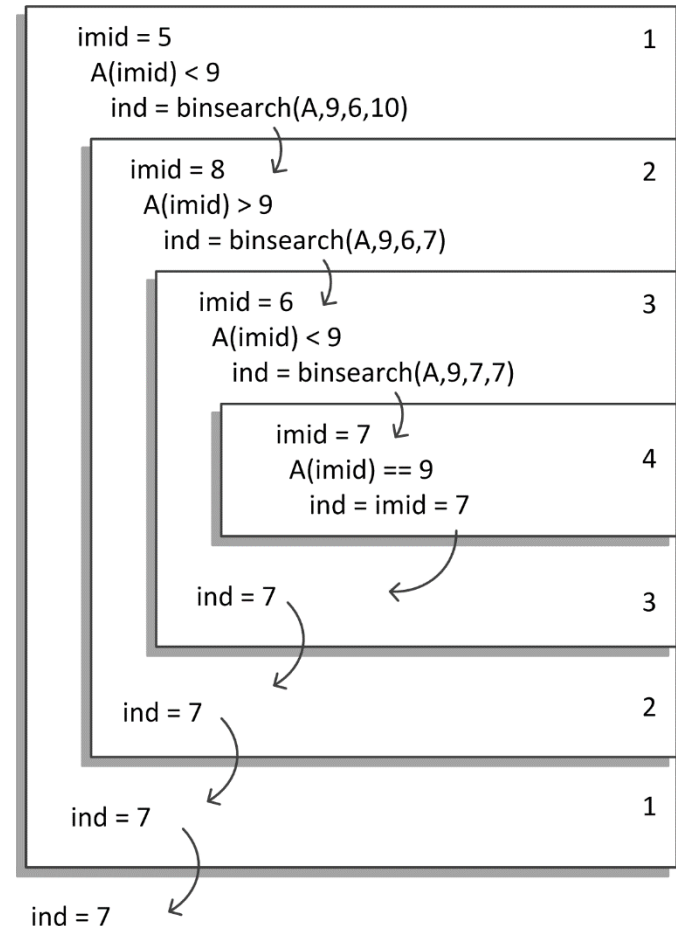 imid = 5 1
A(imid) < 9
ind = binsearch(A,9,6,10)
imid = 8 2
A(imid) > 9
ind = binsearch(A,9,6,7)
imid = 6 3
A(imid) < 9
ind = binsearch(A,9,7,7)
imid = 7
A(imid) == 9 4
ind = imid = 7
ind = 7 3
ind = 7 2
ind = 7 1
ind = 7